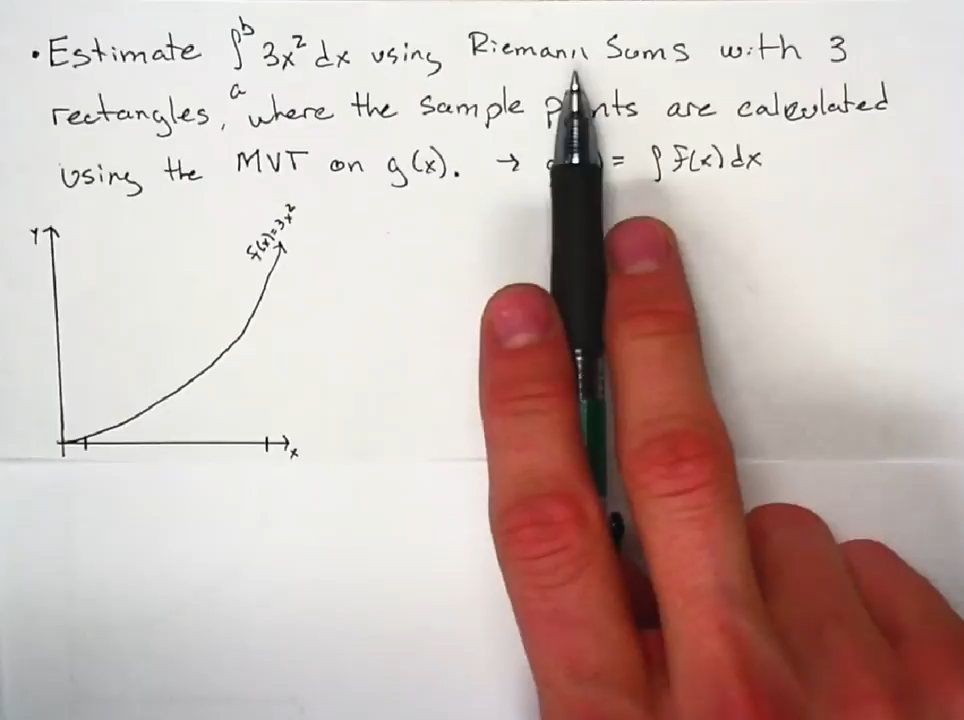 • Estimate ∫ₐᵇ 3x² dx using Riemann Sums with 3
rectangles, where the sample points are calculated
using the MVT on g(x). → = ∫ f(x) dx
f(x)=3x²
Y
x